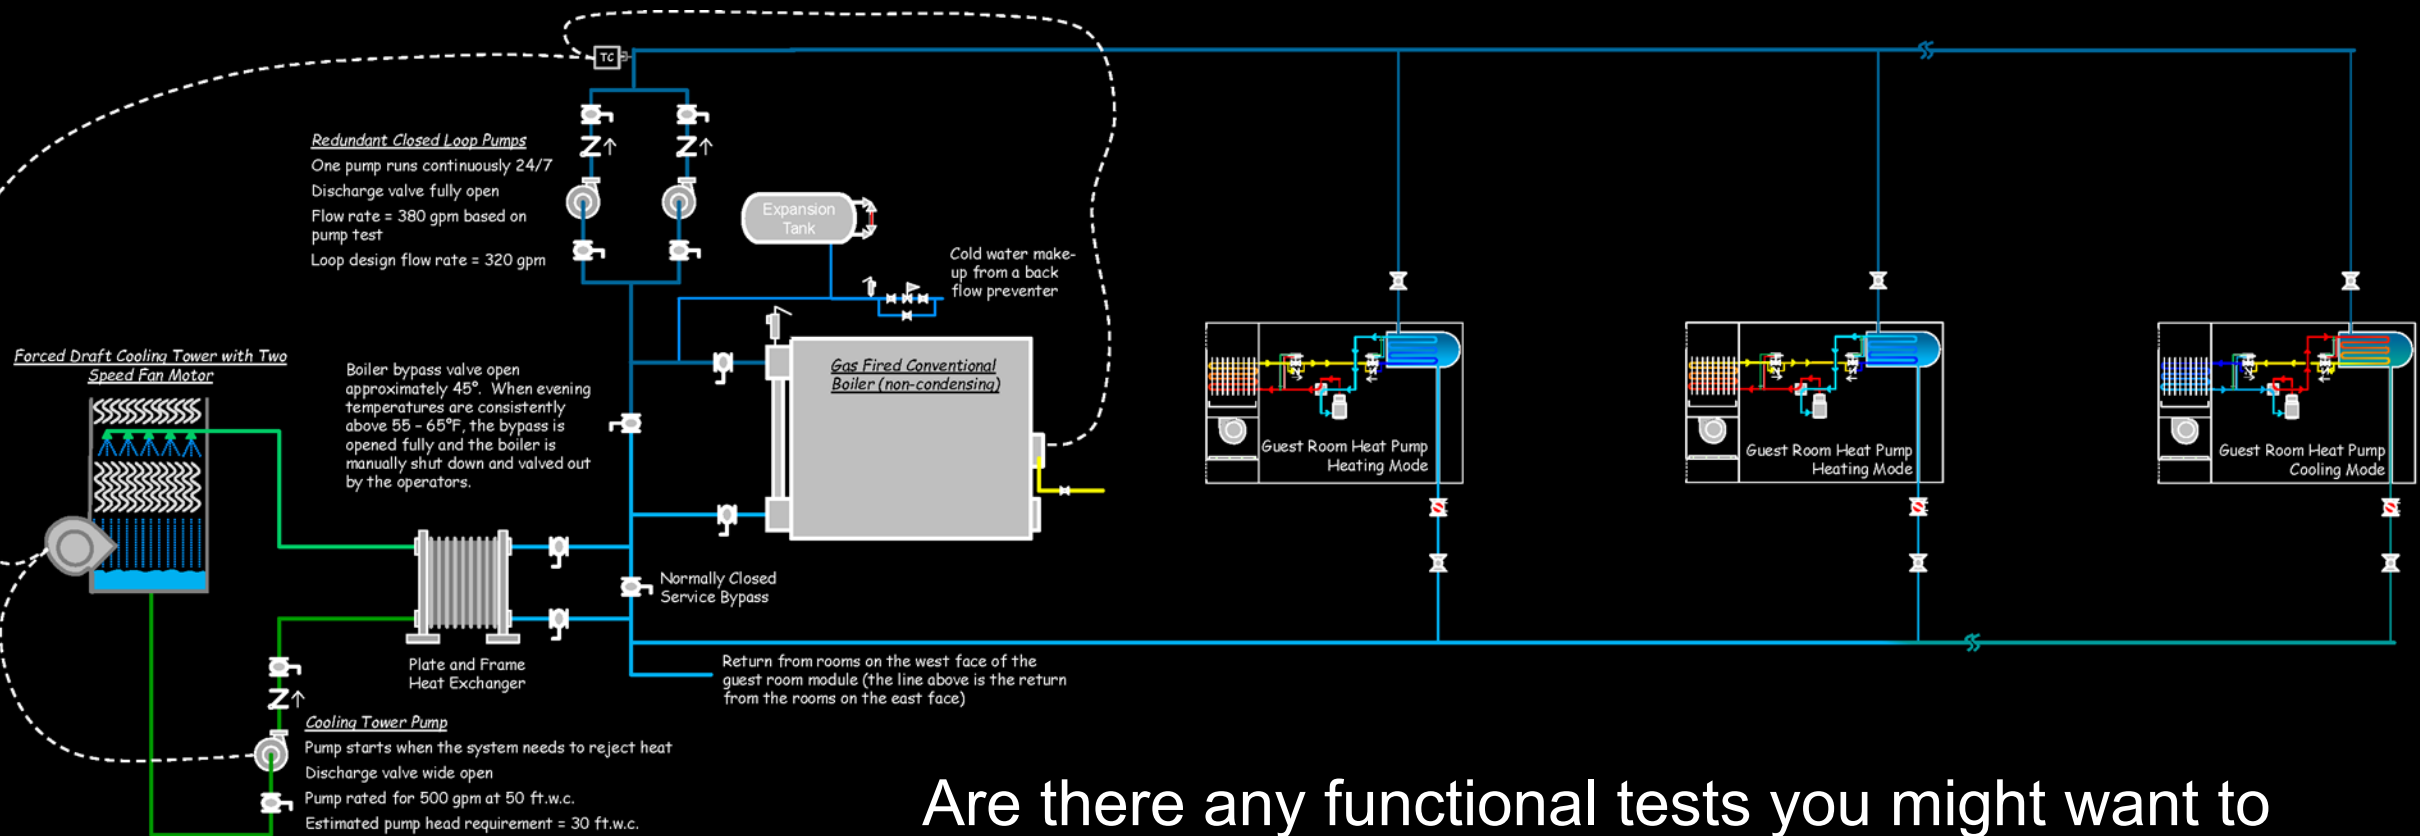 TC
Redundant Closed Loop Pumps
One pump runs continuously 24/7
Discharge valve fully open
Flow rate = 380 gpm based on
pump test
Loop design flow rate = 320 gpm
Expansion
Tank
Cold water make-
up from a back
flow preventer
Forced Draft Cooling Tower with Two
Speed Fan Motor
Boiler bypass valve open
approximately 45°. When evening
temperatures are consistently
above 55 - 65°F, the bypass is
opened fully and the boiler is
manually shut down and valved out
by the operators.
Gas Fired Conventional
Boiler (non-condensing)
Guest Room Heat Pump
Heating Mode
Guest Room Heat Pump
Heating Mode
Guest Room Heat Pump
Cooling Mode
Normally Closed
Service Bypass
Plate and Frame
Heat Exchanger
Return from rooms on the west face of the
guest room module (the line above is the return
from the rooms on the east face)
Cooling Tower Pump
Pump starts when the system needs to reject heat
Discharge valve wide open
Pump rated for 500 gpm at 50 ft.w.c.
Estimated pump head requirement = 30 ft.w.c.
Are there any functional tests you might want to